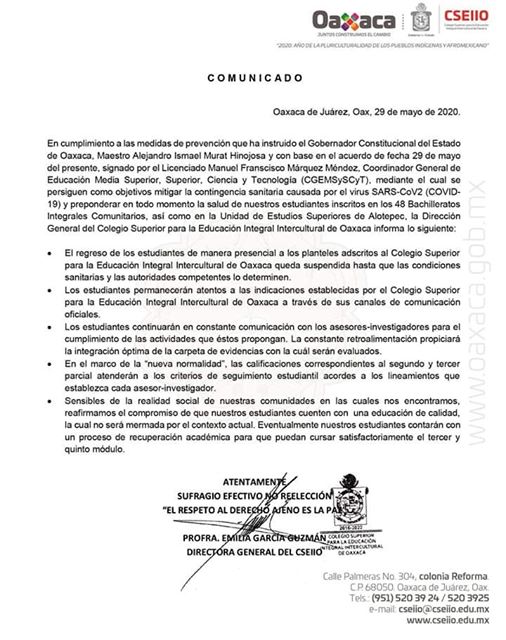 Oaxaca
JUNTOS CONSTRUIMOS EL CAMBIO
CSEIIO
"2020, AÑO DE LA PLURICULTURALIDAD DE LOS PUEBLOS INDÍGENAS Y AFROMEXICANO"
COMUNICADO
Oaxaca de Juárez, Oax, 29 de mayo de 2020.
En cumplimiento a las medidas de prevención que ha instruido el Gobernador Constitucional del Estado
de Oaxaca, Maestro Alejandro Ismael Murat Hinojosa y con base en el acuerdo de fecha 29 de mayo
del presente, signado por el Licenciado Manuel Franscisco Márquez Méndez, Coordinador General de
Educación Media Superior, Superior, Ciencia y Tecnología (CGEMSySCyT), mediante el cual se
persiguen como objetivos mitigar la contingencia sanitaria causada por el virus SARS-CoV2 (COVID-
19) y preponderar en todo momento la salud de nuestros estudiantes inscritos en los 48 Bachilleratos
Integrales Comunitarios, así como en la Unidad de Estudios Superiores de Alotepec, la Dirección
General del Colegio Superior para la Educación Integral Intercultural de Oaxaca informa lo siguiente:
• El regreso de los estudiantes de manera presencial a los planteles adscritos al Colegio Superior
para la Educación Integral Intercultural de Oaxaca queda suspendida hasta que las condiciones
sanitarias y las autoridades competentes lo determinen.
• Los estudiantes permanecerán atentos a las indicaciones establecidas por el Colegio Superior
para la Educación Integral Intercultural de Oaxaca a través de sus canales de comunicación
oficiales.
• Los estudiantes continuarán en constante comunicación con los asesores-investigadores para el
cumplimiento de las actividades que éstos propongan. La constante retroalimentación propiciará
la integración óptima de la carpeta de evidencias con la cuál serán evaluados.
• En el marco de la "nueva normalidad", las calificaciones correspondientes al segundo y tercer
parcial atenderán a los criterios de seguimiento estudiantil acordes a los lineamientos que
establezca cada asesor-investigador.
• Sensibles de la realidad social de nuestras comunidades en las cuales nos encontramos,
reafirmamos el compromiso de que nuestros estudiantes cuenten con una educación de calidad,
la cual no será mermada por el contexto actual. Eventualmente nuestros estudiantes contarán con
un proceso de recuperación académica para que puedan cursar satisfactoriamente el tercer y
quinto módulo.
www.oaxaca.gob.mx
ATENTAMENTE
SUFRAGIO EFECTIVO NO REELECCIÓN
"EL RESPETO AL DERECHO AJENO ES LA PAZ
PROFRA. EMILIA GARCÍA GUZMÁN
DIRECTORA GENERAL DEL CSEIIO
2016-2022
COLEGIO SUPERIOR
PARA LA EDUCACIÓN
INTEGRAL INTERCULTURAL
DE OAXACA
Calle Palmeras No. 304, colonia Reforma.
C.P. 68050. Oaxaca de Juárez, Oax.
Tels.: (951) 520 39 24 / 520 3925
e-mail: cseiio@cseiio.edu.mx
www.cseiio.edu.mx